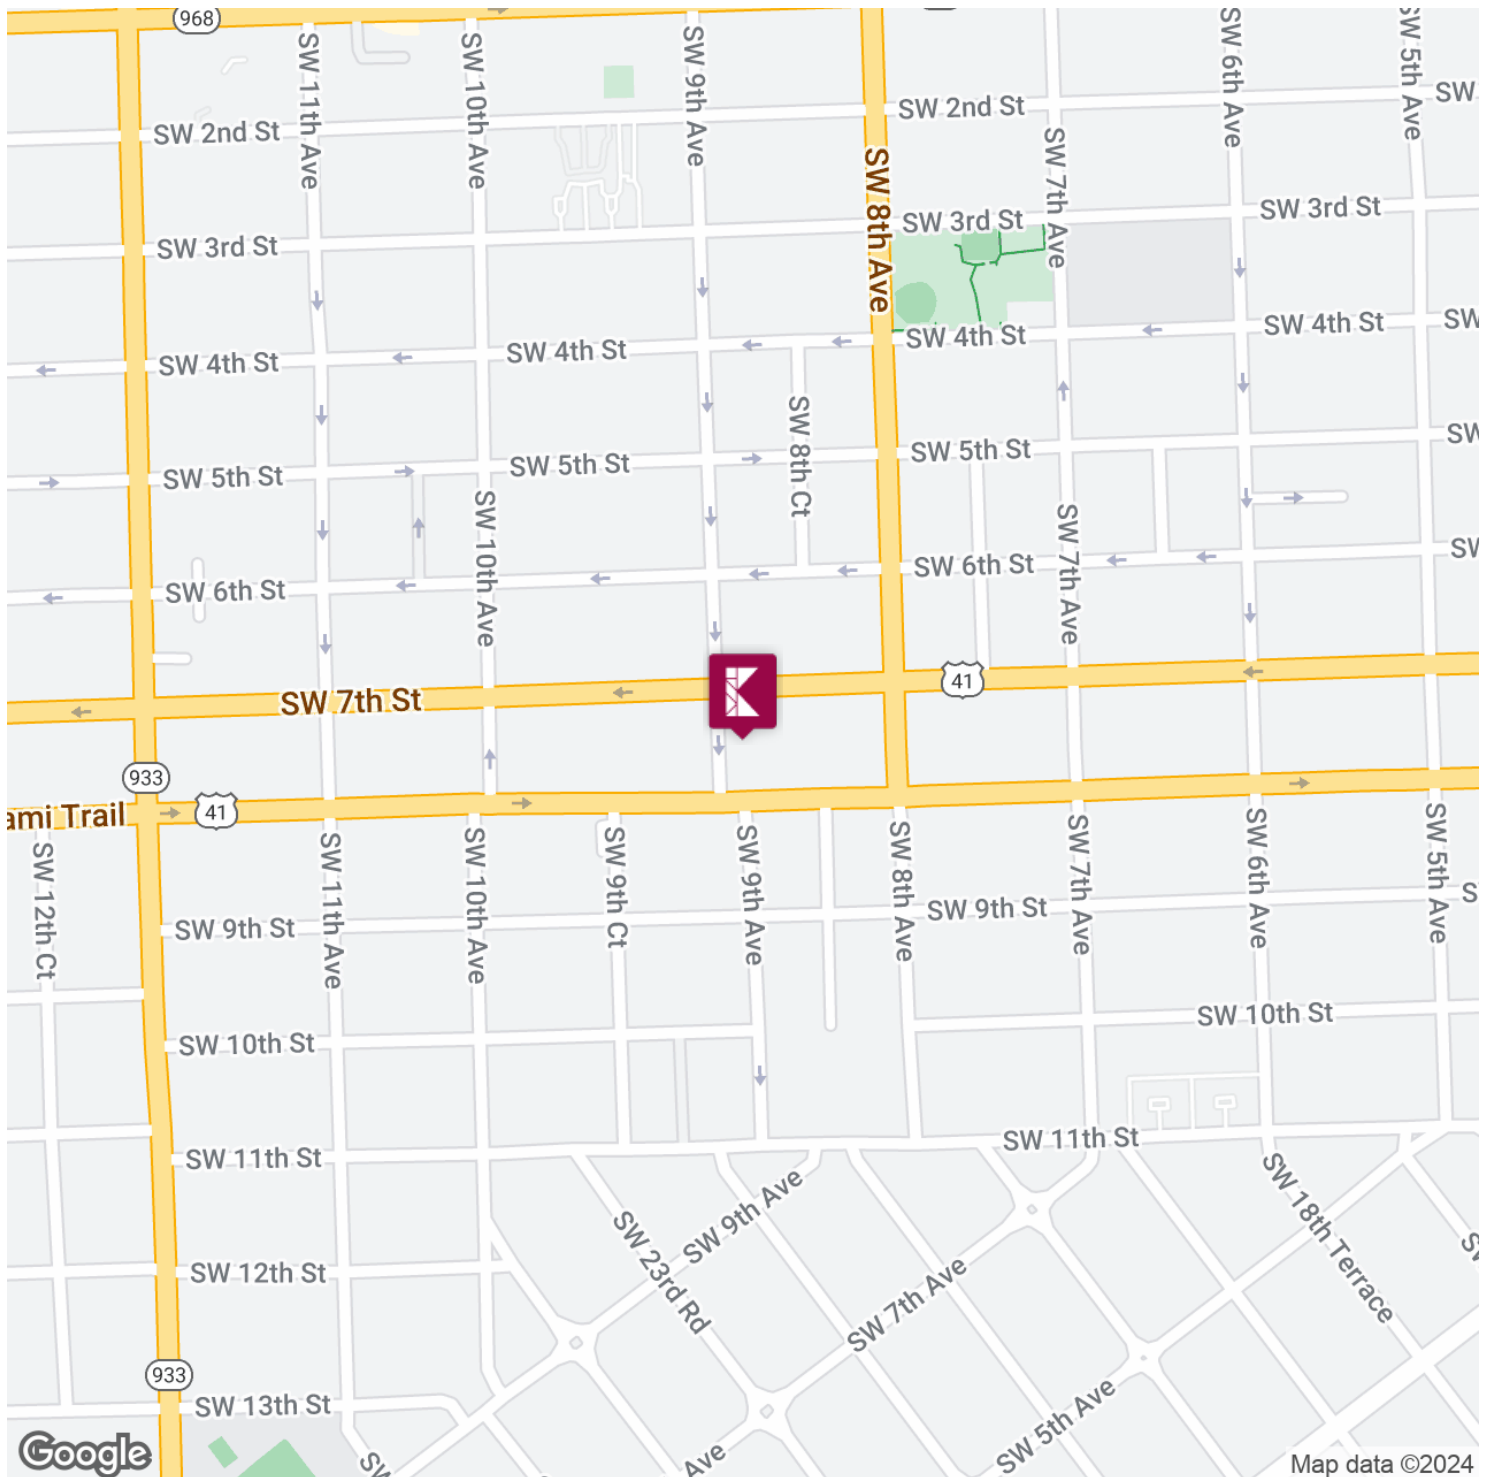 968
SW 11th Ave
SW 10th Ave
SW 9th Ave
SW 6th Ave
SW 5th Ave
SW 2nd St
SW 2nd St
SW
SW 8th Ave
SW 7th Ave
SW 3rd St
SW 3rd St
SW 3rd St
SW 4th St
SW 4th St
SW 4th St
SW 4th St
SW
SW 8th Ct
SW 5th St
SW 5th St
SW 5th St
SW
SW 10th Ave
SW 7th Ave
SW 6th St
SW 6th St
SW
SW 7th St
K
41
933
41
ami Trail
SW 12th Ct
SW 11th Ave
SW 10th Ave
SW 9th Ct
SW 9th Ave
SW 8th Ave
SW 7th Ave
SW 6th Ave
SW 5th Ave
SW 9th St
SW 9th St
S
SW 10th St
SW 10th St
SW 11th St
SW 11th St
SW 9th Ave
SW 23rd Rd
SW 7th Ave
SW 18th Terrace
SW
SW 12th St
933
SW 13th St
SW 5th Ave
SW
Ave
Google
Map data ©2024